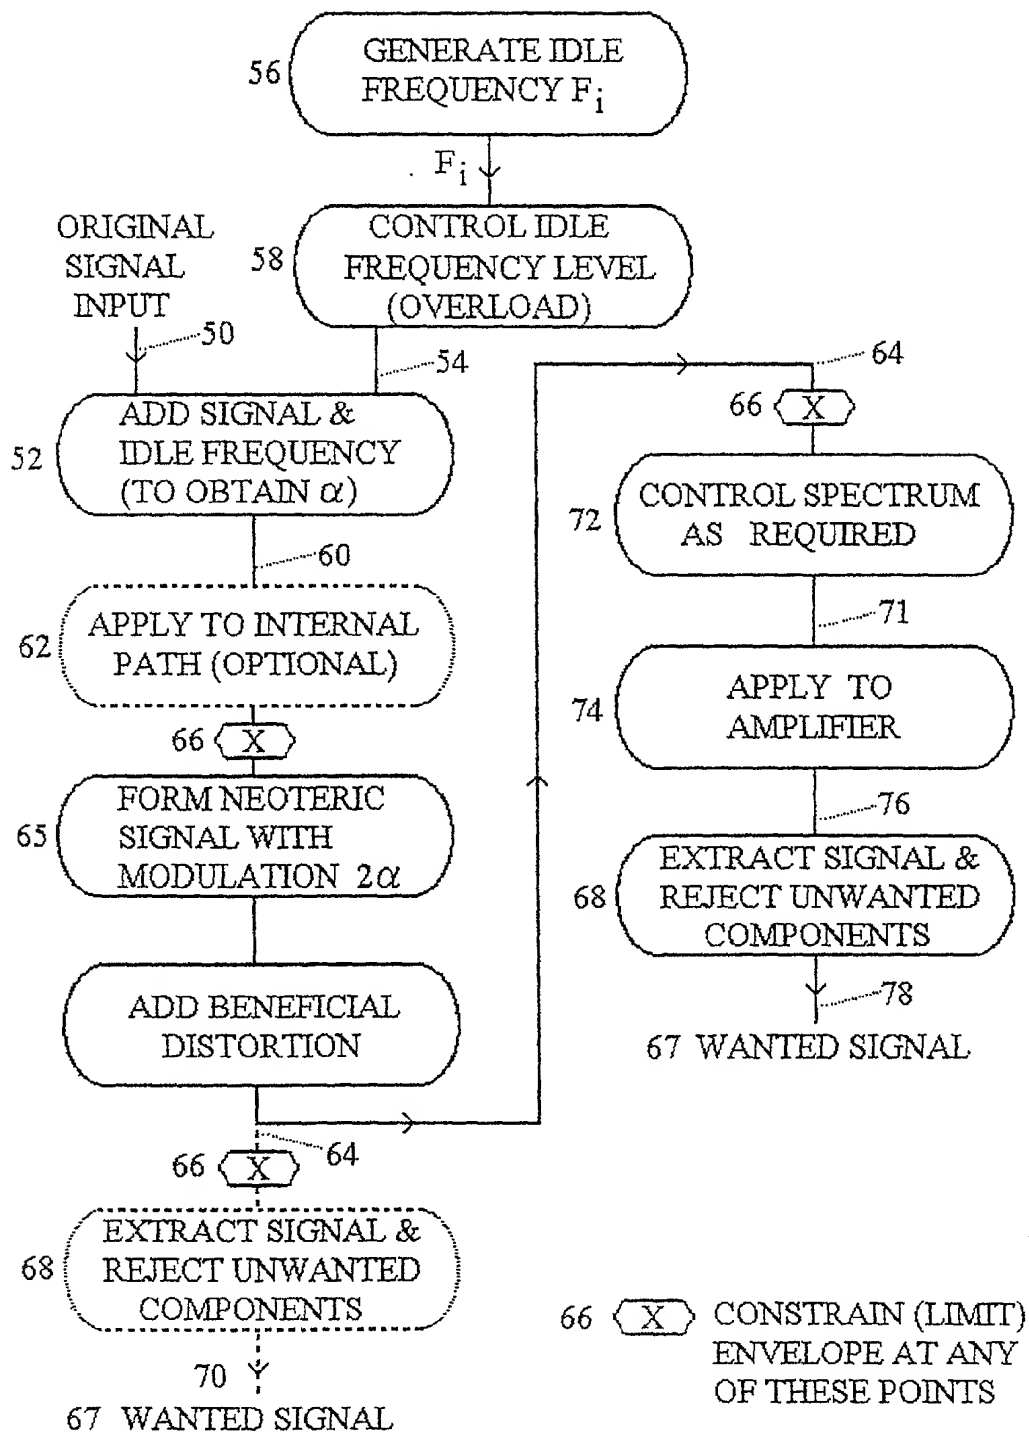 56
GENERATE IDLE
FREQUENCY Fi
Fi
ORIGINAL
SIGNAL
INPUT
50
58
CONTROL IDLE
FREQUENCY LEVEL
(OVERLOAD)
54
52
ADD SIGNAL &
IDLE FREQUENCY
(TO OBTAIN α)
60
62
APPLY TO INTERNAL
PATH (OPTIONAL)
66 X
65
FORM NEOTERIC
SIGNAL WITH
MODULATION 2α
ADD BENEFICIAL
DISTORTION
64
66 X
68
EXTRACT SIGNAL &
REJECT UNWANTED
COMPONENTS
70
67 WANTED SIGNAL
64
66 X
72
CONTROL SPECTRUM
AS REQUIRED
71
74
APPLY TO
AMPLIFIER
76
68
EXTRACT SIGNAL &
REJECT UNWANTED
COMPONENTS
78
67 WANTED SIGNAL
66 X CONSTRAIN (LIMIT)
ENVELOPE AT ANY
OF THESE POINTS